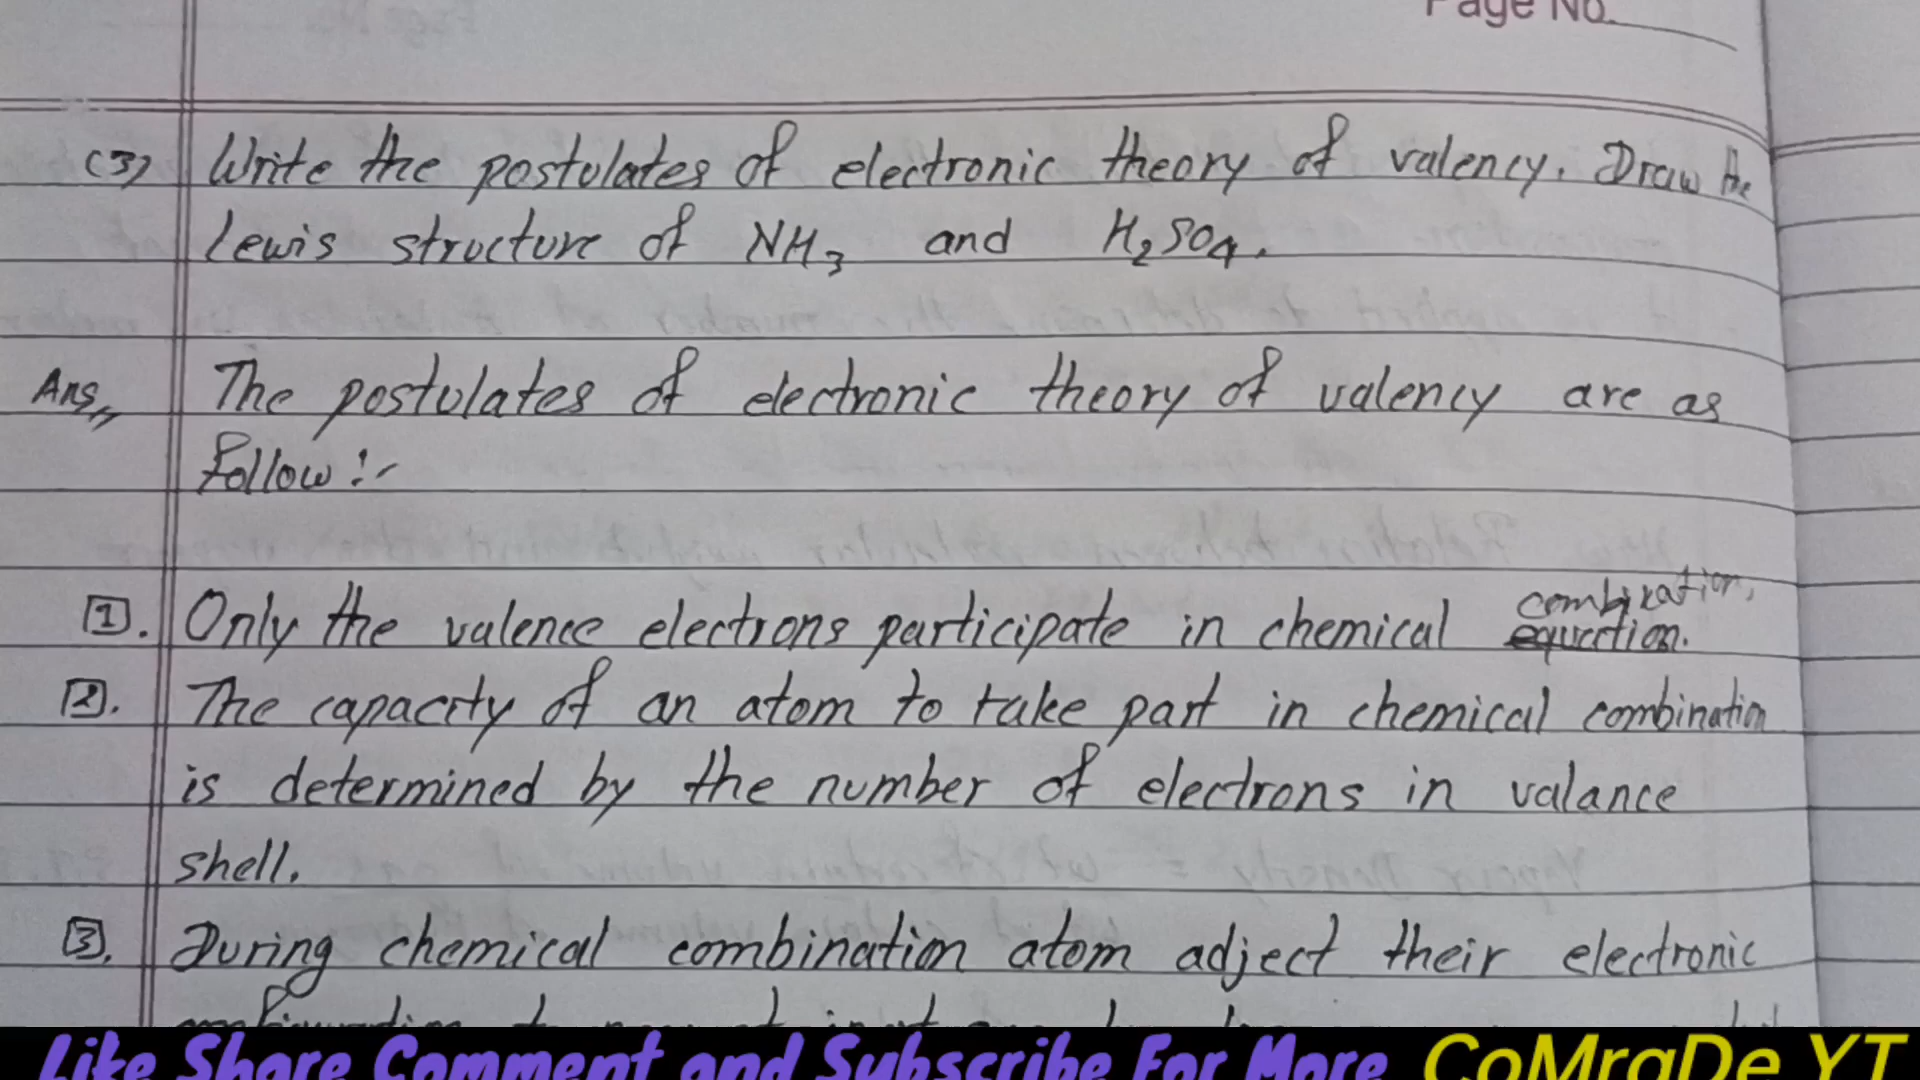 Page No.
(3) Write the postulates of electronic theory of valency. Draw the
Lewis structure of NH3 and H2SO4.
Ans,, The postulates of electronic theory of valency are as
follow :-
combination,
1. Only the valence electrons participate in chemical equection.
2. The capacity of an atom to take part in chemical combination
is determined by the number of electrons in valance
shell.
3. During chemical combination atom adject their electronic
Like Share Comment and Subscribe For More CoMraDe YT